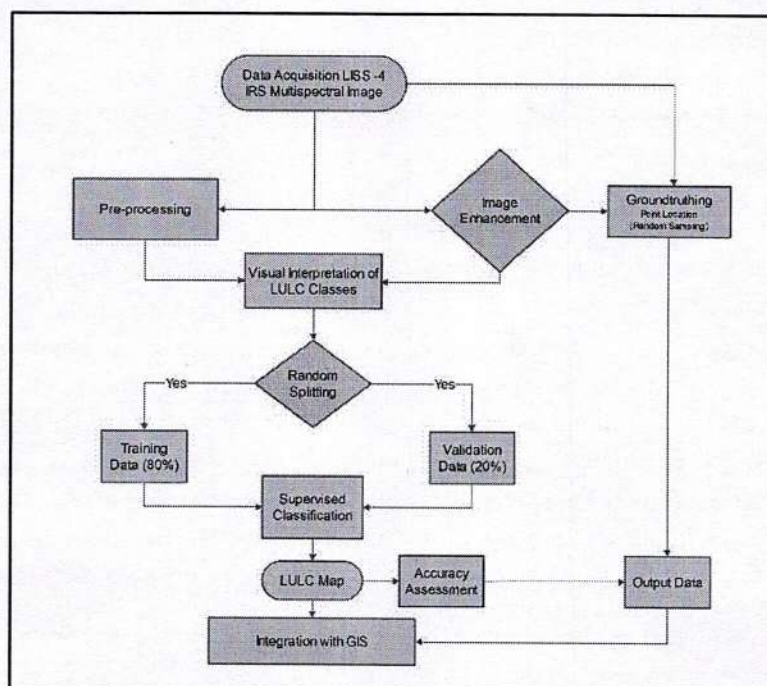 Data Acquisition LISS -4
IRS Multispectral Image
Pre-processing
Image
Enhancement
Groundtruthing
Point Location
(Random Sampling)
Visual Interpretation of
LULC Classes
Random
Splitting
Yes
Yes
Training
Data (80%)
Validation
Data (20%)
Supervised
Classification
LULC Map
Accuracy
Assessment
Output Data
Integration with GIS